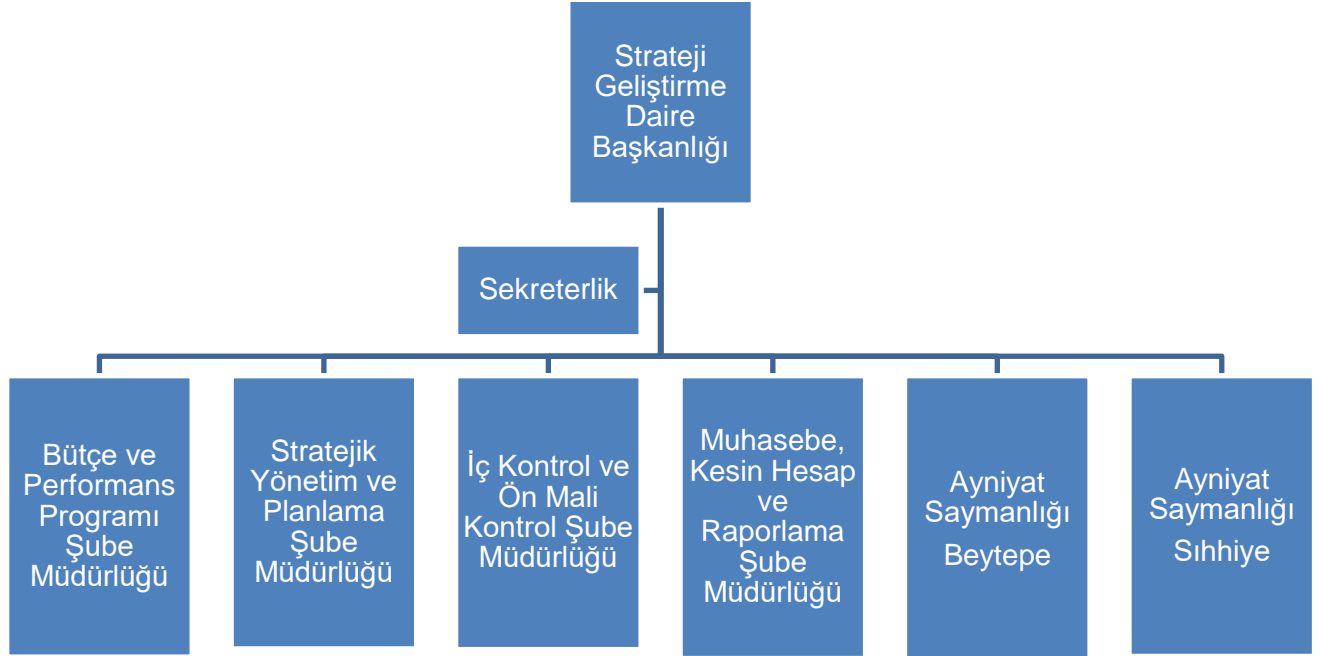 Strateji
Geliştirme
Daire
Başkanlığı
Sekreterlik
Bütçe ve
Performans
Programı
Şube
Müdürlüğü
Stratejik
Yönetim ve
Planlama
Şube
Müdürlüğü
İç Kontrol ve
Ön Mali
Kontrol Şube
Müdürlüğü
Muhasebe,
Kesin Hesap
ve
Raporlama
Şube
Müdürlüğü
Ayniyat
Saymanlığı
Beytepe
Ayniyat
Saymanlığı
Sıhhiye